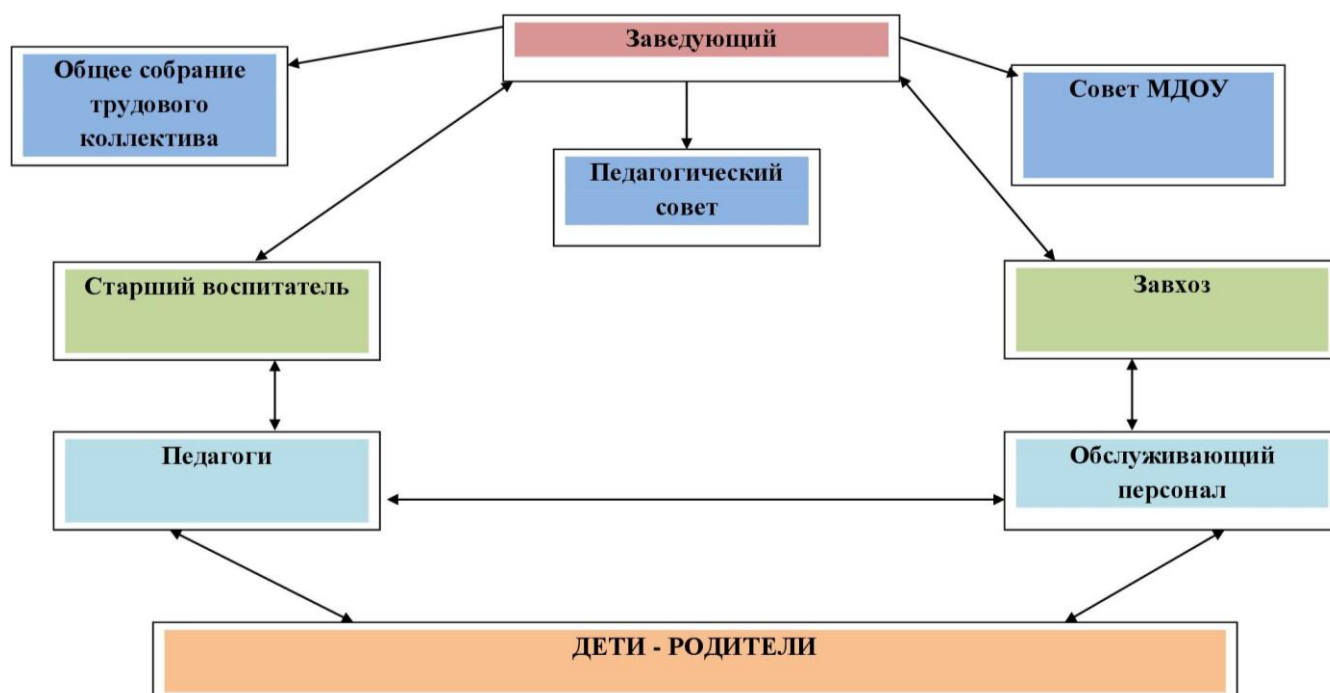 Заведующий
Общее собрание
трудового
коллектива
Совет МДОУ
Педагогический
совет
Старший воспитатель
Завхоз
Педагоги
Обслуживающий
персонал
ДЕТИ - РОДИТЕЛИ